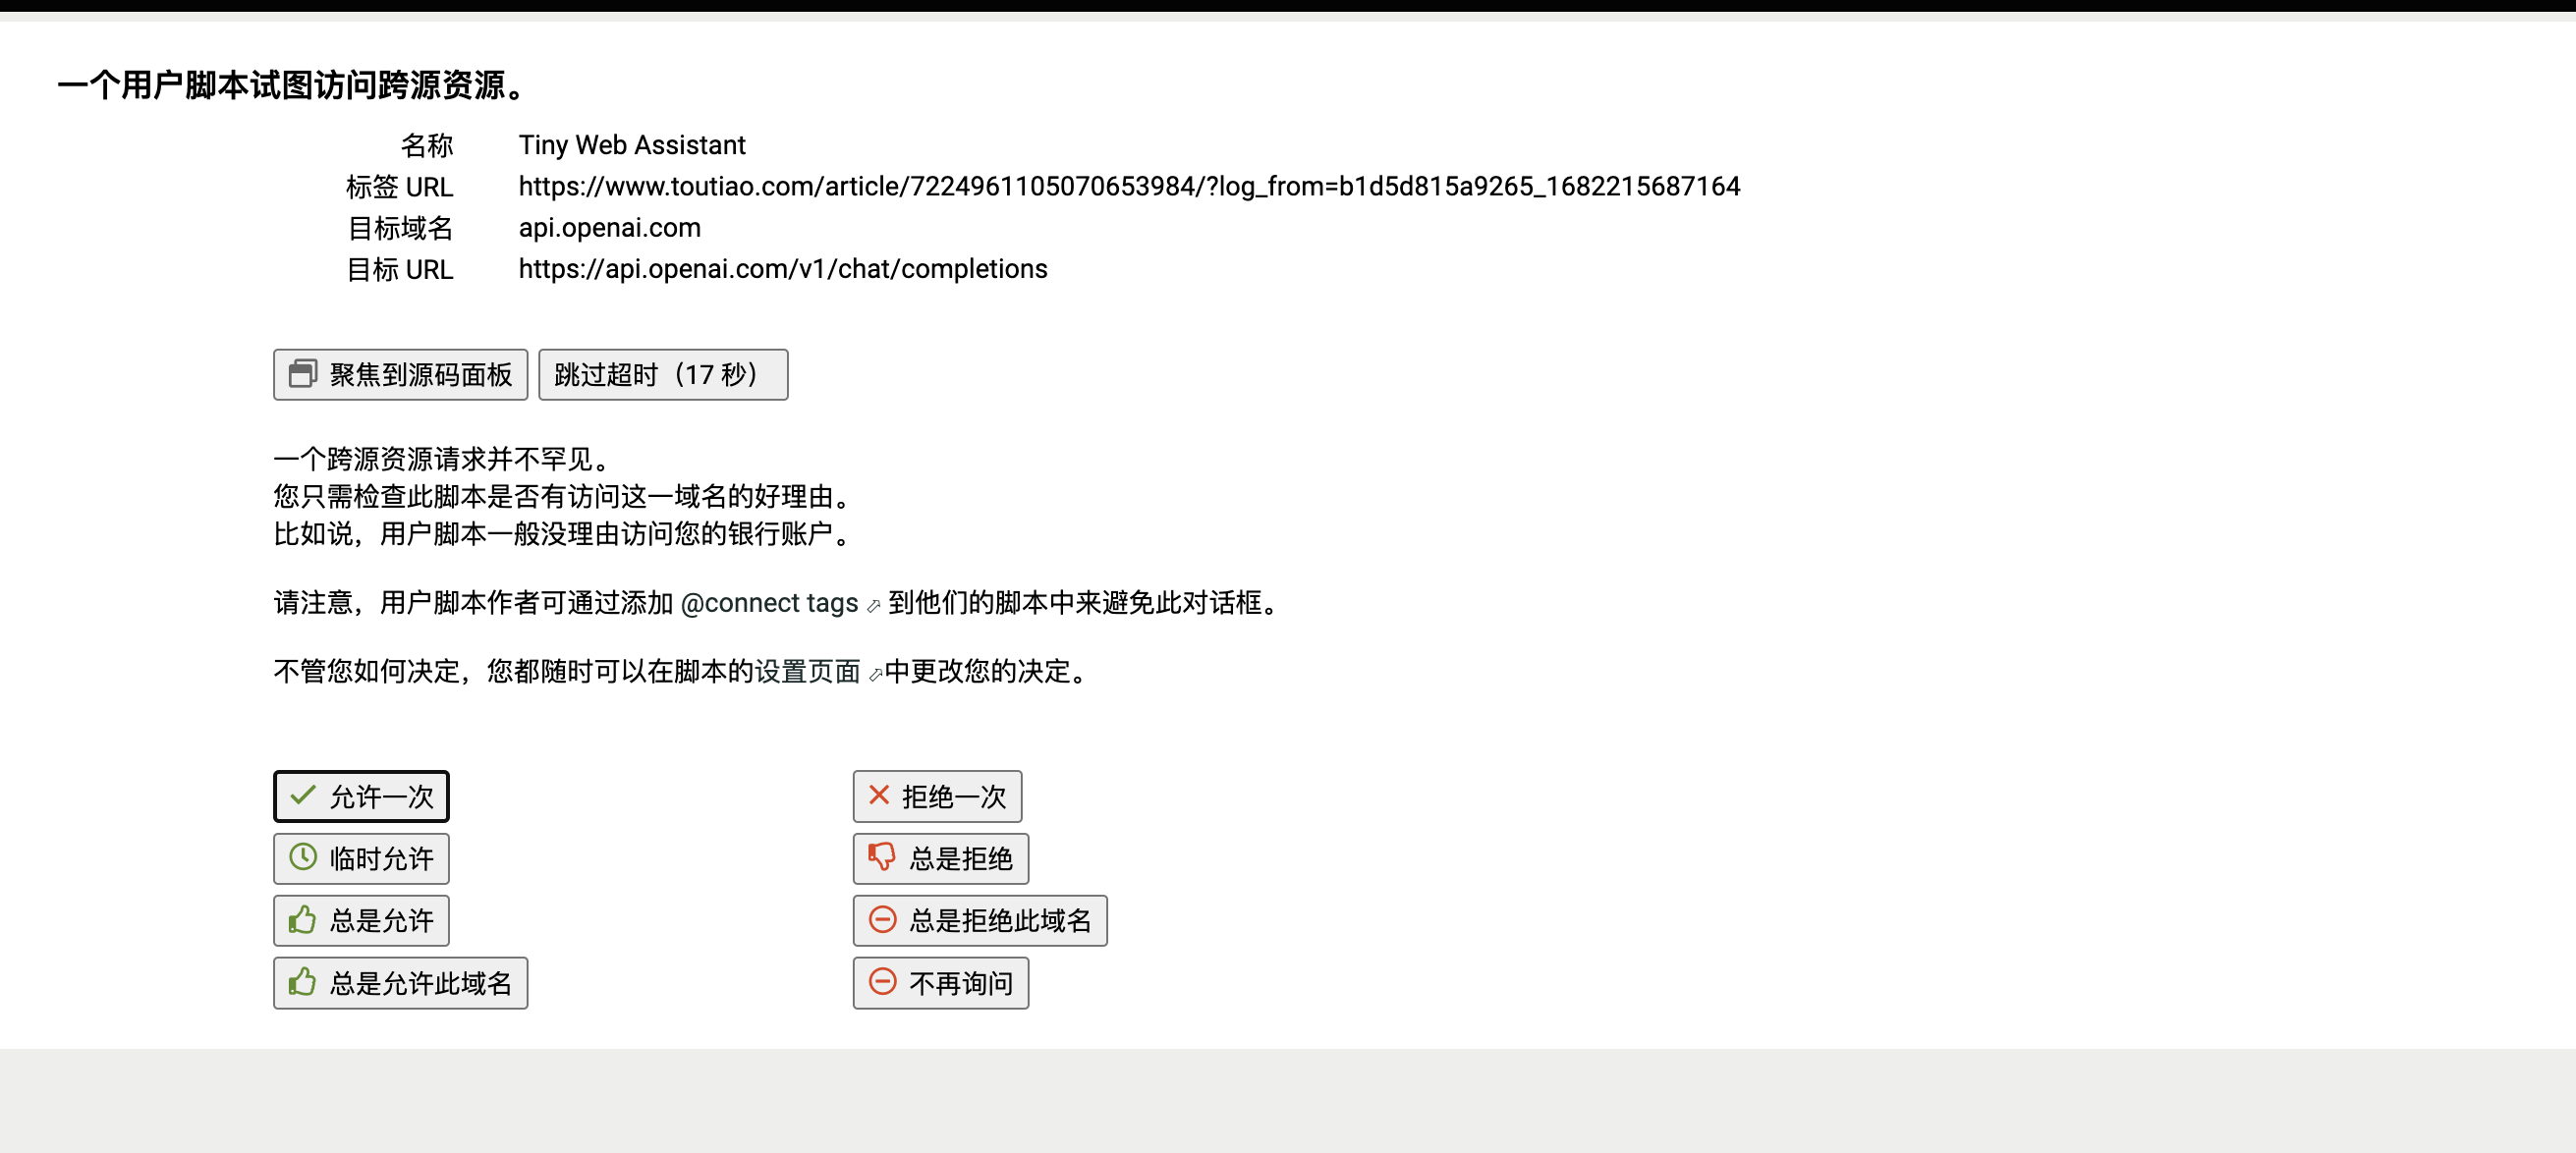 一个用户脚本试图访问跨源资源。
名称 Tiny Web Assistant
标签 URL https://www.toutiao.com/article/7224961105070653984/?log_from=b1d5d815a9265_1682215687164
目标域名 api.openai.com
目标 URL https://api.openai.com/v1/chat/completions
聚焦到源码面板 跳过超时（17 秒）
一个跨源资源请求并不罕见。
您只需检查此脚本是否有访问这一域名的好理由。
比如说，用户脚本一般没理由访问您的银行账户。
请注意，用户脚本作者可通过添加 @connect tags 到他们的脚本中来避免此对话框。
不管您如何决定，您都随时可以在脚本的设置页面中更改您的决定。
允许一次 拒绝一次
临时允许 总是拒绝
总是允许 总是拒绝此域名
总是允许此域名 不再询问